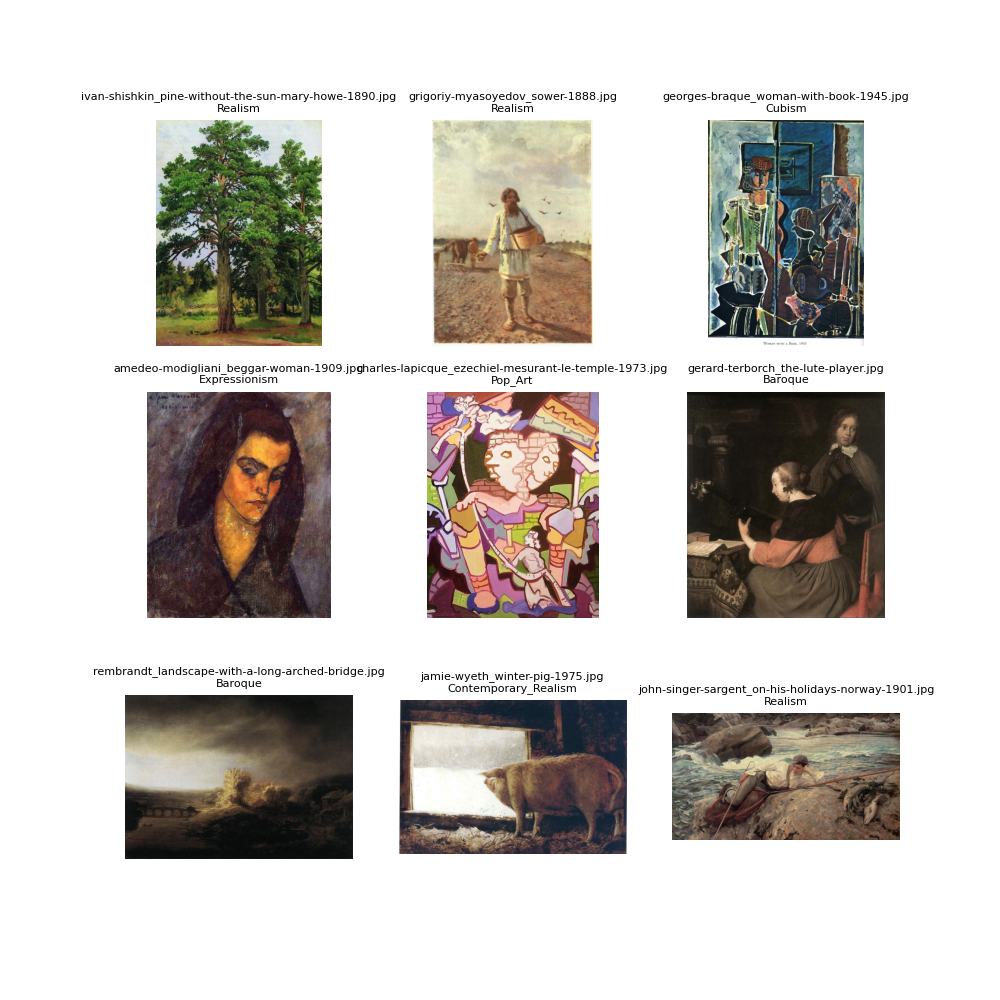 ivan-shishkin_pine-without-the-sun-mary-howe-1890.jpg
Realism
grigoriy-myasoyedov_sower-1888.jpg
Realism
georges-braque_woman-with-book-1945.jpg
Cubism
amedeo-modigliani_beggar-woman-1909.jpg
Expressionism
charles-lapicque_ezechiel-mesurant-le-temple-1973.jpg
Pop_Art
gerard-terborch_the-lute-player.jpg
Baroque
rembrandt_landscape-with-a-long-arched-bridge.jpg
Baroque
jamie-wyeth_winter-pig-1975.jpg
Contemporary_Realism
john-singer-sargent_on-his-holidays-norway-1901.jpg
Realism